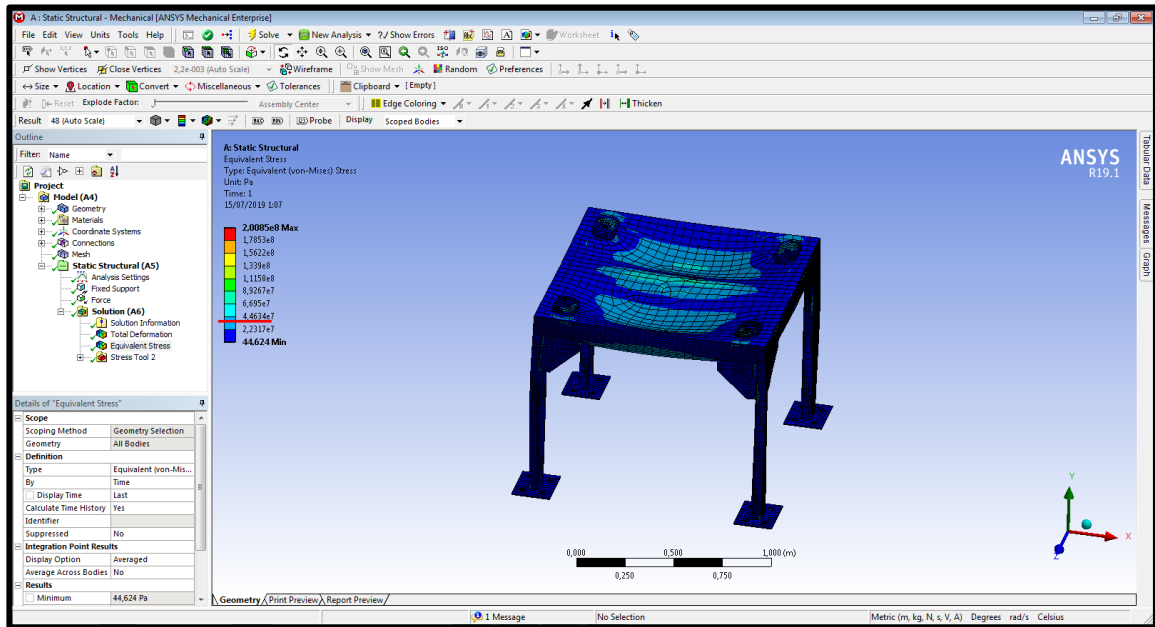 A : Static Structural - Mechanical [ANSYS Mechanical Enterprise]
File Edit View Units Tools Help Solve New Analysis ?/ Show Errors Worksheet
Show Vertices Close Vertices 2,2e-003 (Auto Scale) Wireframe Show Mesh Random Preferences
Size Location Convert Miscellaneous Tolerances Clipboard [Empty]
Reset Explode Factor: Assembly Center Edge Coloring Thicken
Result 48 (Auto Scale) Probe Display Scoped Bodies
Outline
Filter: Name
Project
Model (A4)
Geometry
Materials
Coordinate Systems
Connections
Mesh
Static Structural (A5)
Analysis Settings
Fixed Support
Force
Solution (A6)
Solution Information
Total Deformation
Equivalent Stress
Stress Tool 2
Details of "Equivalent Stress"
Scope
Scoping Method Geometry Selection
Geometry All Bodies
Definition
Type Equivalent (von-Mis...
By Time
Display Time Last
Calculate Time History Yes
Identifier
Suppressed No
Integration Point Results
Display Option Averaged
Average Across Bodies No
Results
Minimum 44,624 Pa
A: Static Structural
Equivalent Stress
Type: Equivalent (von-Mises) Stress
Unit: Pa
Time: 1
15/07/2019 1:07
2,0085e8 Max
1,7853e8
1,5622e8
1,339e8
1,1158e8
8,9267e7
6,695e7
4,4634e7
2,2317e7
44,624 Min
ANSYS
R19.1
0,000 0,500 1,000 (m)
0,250 0,750
Y
X
Z
Geometry Print Preview Report Preview
Tabular Data
Messages
Graph
1 Message No Selection Metric (m, kg, N, s, V, A) Degrees rad/s Celsius